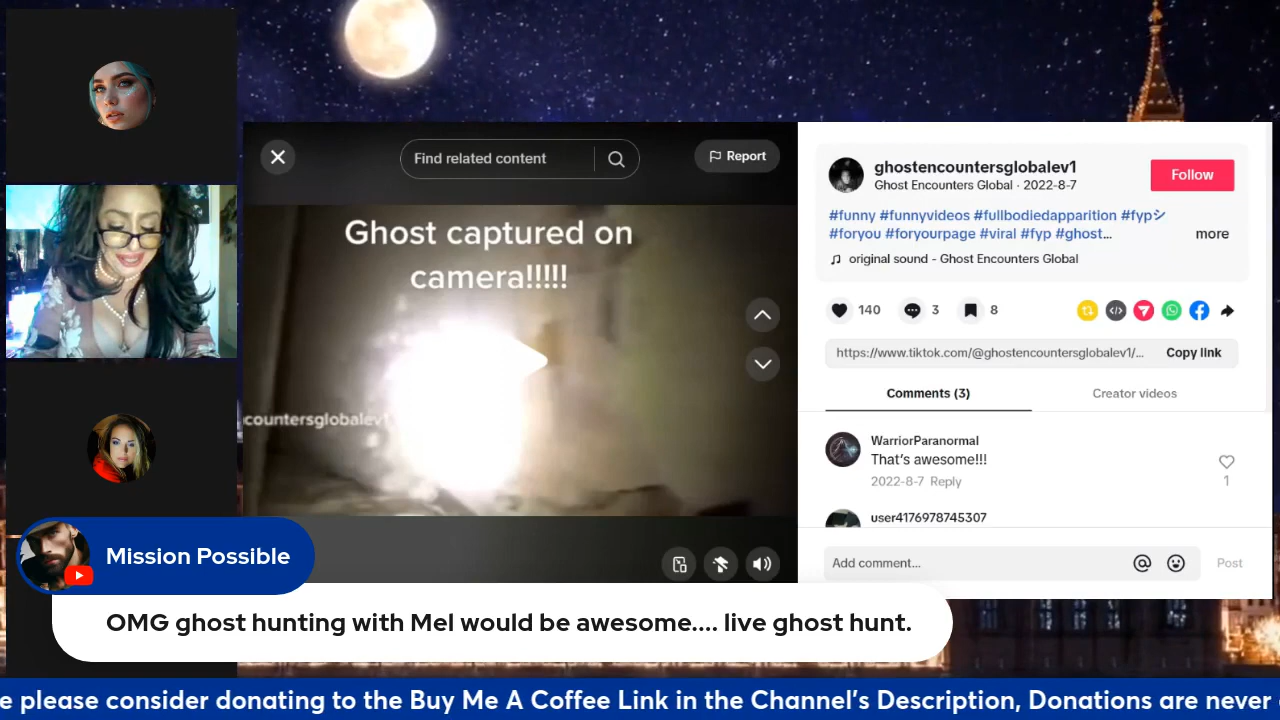 Find related content
Report
Ghost captured on
camera!!!!!
countersglobalev1
ghostencountersglobalev1
Ghost Encounters Global · 2022-8-7
Follow
#funny #funnyvideos #fullbodiedapparition #fypシ
#foryou #foryourpage #viral #fyp #ghost...
more
original sound - Ghost Encounters Global
140
3
8
https://www.tiktok.com/@ghostencountersglobalev1/...
Copy link
Comments (3)
Creator videos
WarriorParanormal
That's awesome!!!
2022-8-7 Reply
1
user4176978745307
Add comment...
Post
Mission Possible
OMG ghost hunting with Mel would be awesome.... live ghost hunt.
e please consider donating to the Buy Me A Coffee Link in the Channel's Description, Donations are never